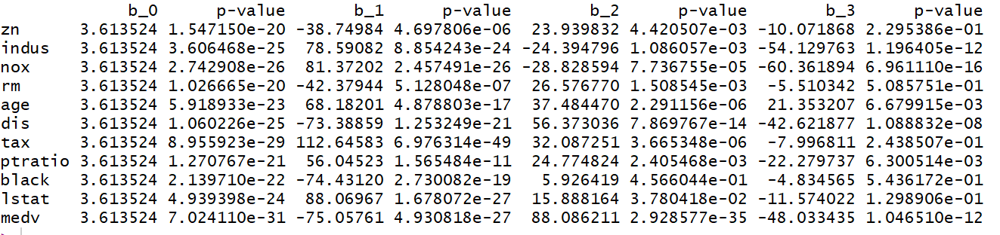 b_0 p-value b_1 p-value b_2 p-value b_3 p-value
zn 3.613524 1.547150e-20 -38.74984 4.697806e-06 23.939832 4.420507e-03 -10.071868 2.295386e-01
indus 3.613524 3.606468e-25 78.59082 8.854243e-24 -24.394796 1.086057e-03 -54.129763 1.196405e-12
nox 3.613524 2.742908e-26 81.37202 2.457491e-26 -28.828594 7.736755e-05 -60.361894 6.961110e-16
rm 3.613524 1.026665e-20 -42.37944 5.128048e-07 26.576770 1.508545e-03 -5.510342 5.085751e-01
age 3.613524 5.918933e-23 68.18201 4.878803e-17 37.484470 2.291156e-06 21.353207 6.679915e-03
dis 3.613524 1.060226e-25 -73.38859 1.253249e-21 56.373036 7.869767e-14 -42.621877 1.088832e-08
tax 3.613524 8.955923e-29 112.64583 6.976314e-49 32.087251 3.665348e-06 -7.996811 2.438507e-01
ptratio 3.613524 1.270767e-21 56.04523 1.565484e-11 24.774824 2.405468e-03 -22.279737 6.300514e-03
black 3.613524 2.139710e-22 -74.43120 2.730082e-19 5.926419 4.566044e-01 -4.834565 5.436172e-01
lstat 3.613524 4.939398e-24 88.06967 1.678072e-27 15.888164 3.780418e-02 -11.574022 1.298906e-01
medv 3.613524 7.024110e-31 -75.05761 4.930818e-27 88.086211 2.928577e-35 -48.033435 1.046510e-12